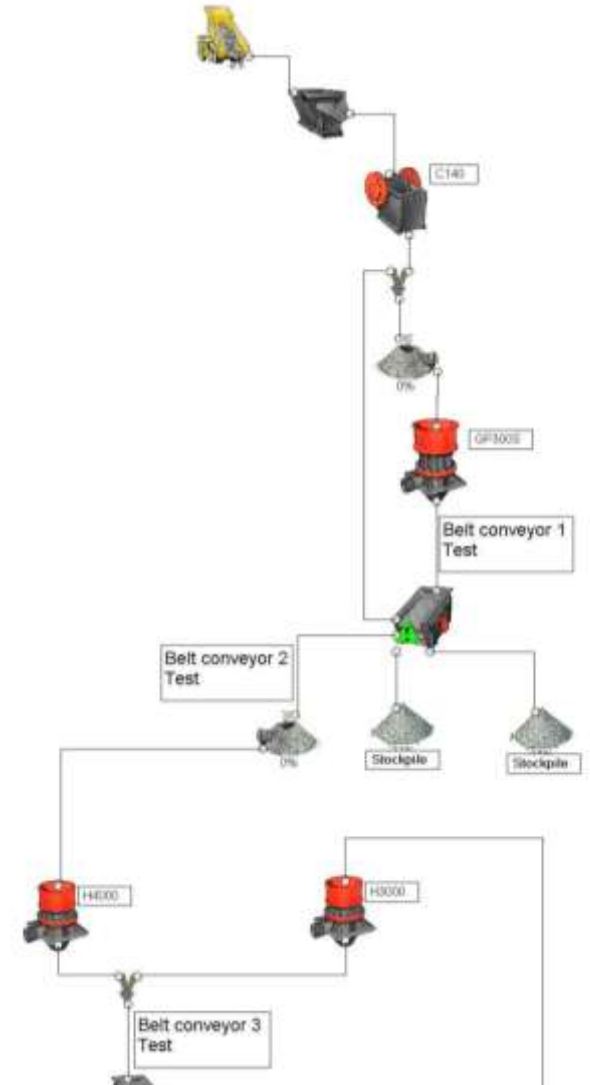 C140
0%
GP300S
Belt conveyor 1
Test
Belt conveyor 2
Test
0%
Stockpile
Stockpile
H4000
H3000
Belt conveyor 3
Test